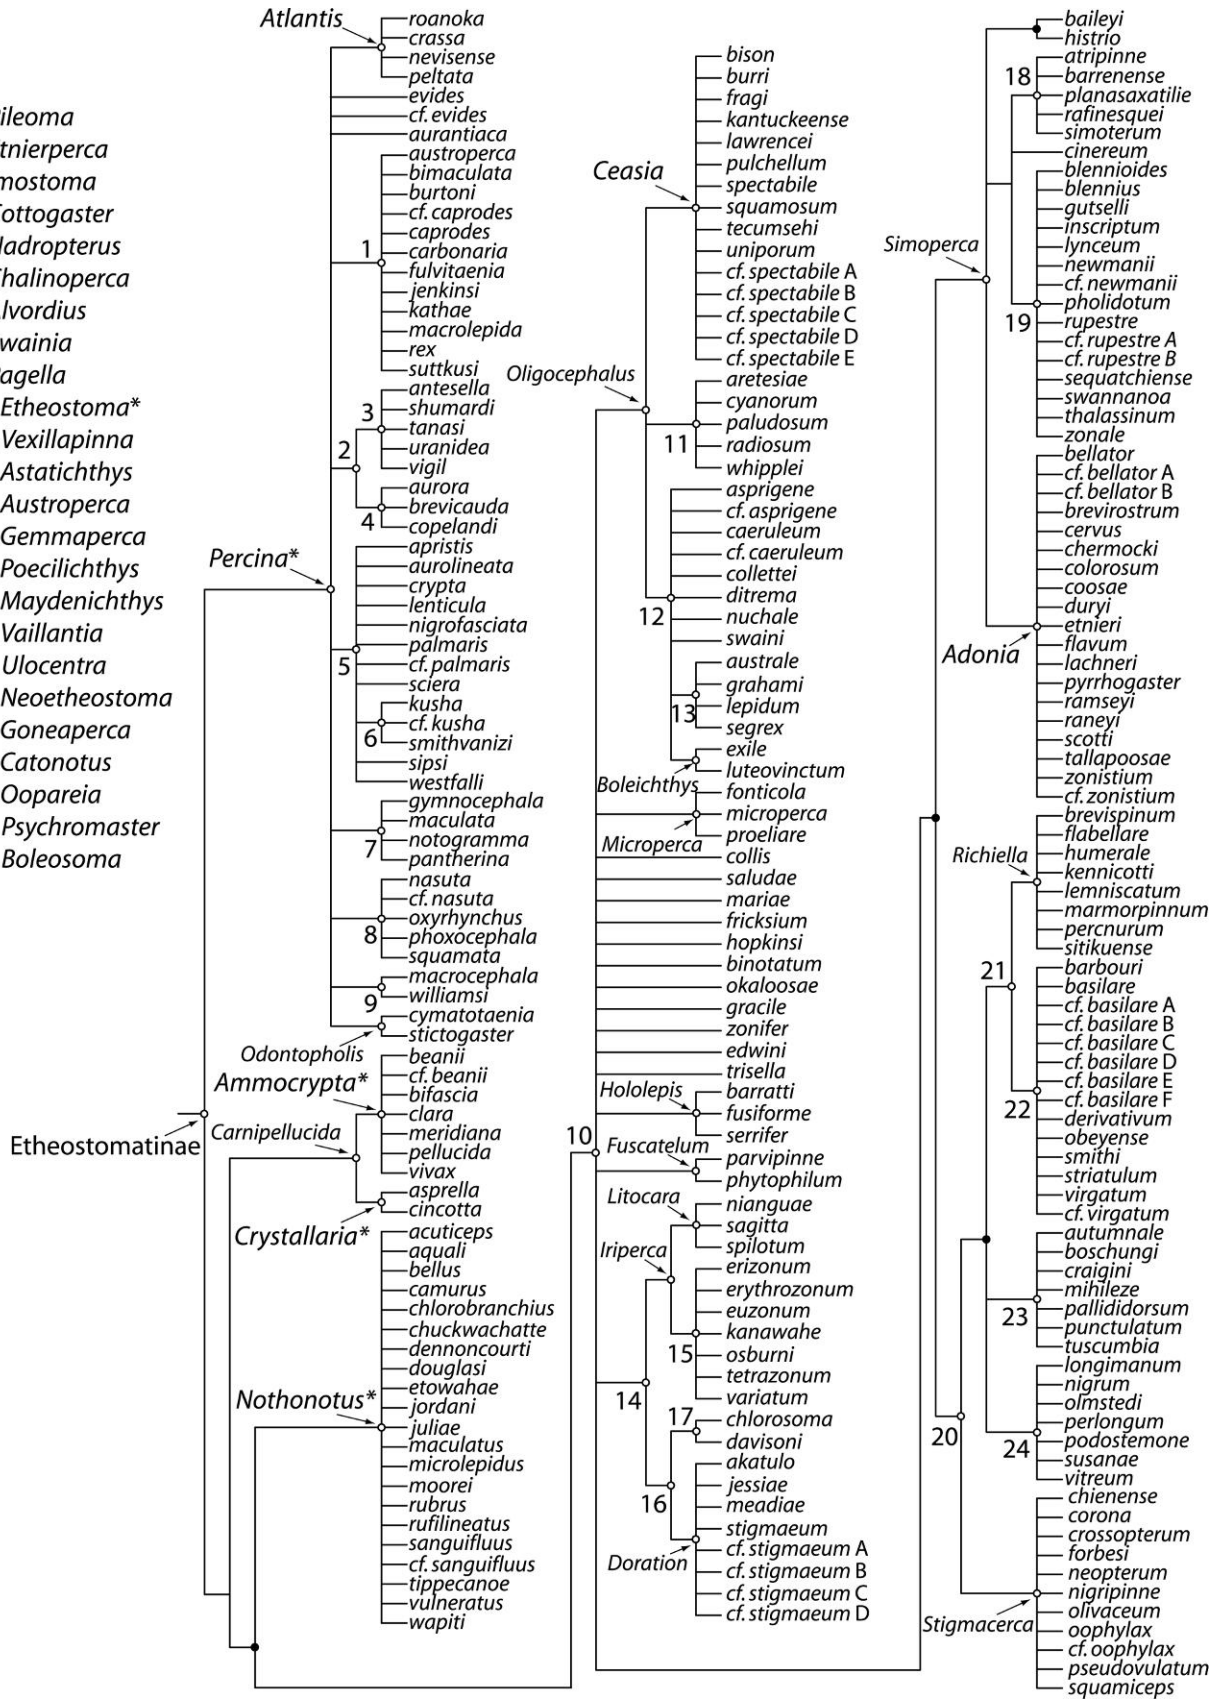 ileoma
tnierperca
mostoma
ottogaster
adropterus
halinoperca
lvordius
wainia
agella
Etheostoma*
Vexillapinna
Astatichthys
Austroperca
Gemmaperca
Poecilichthys
Maydenichthys
Vaillantia
Ulocentra
Neoetheostoma
Goneaperca
Catonotus
Oopareia
Psychromaster
Boleosoma
Etheostomatinae
Atlantis
roanoka
crassa
nevisense
peltata
evides
cf. evides
aurantiaca
austroperca
bimaculata
burtoni
cf. caprodes
caprodes
1
carbonaria
fulvitaenia
jenkinsi
kathae
macrolepida
rex
suttkusi
antesella
3
shumardi
tanasi
2
uranidea
vigil
aurora
brevicauda
4
copelandi
Percina*
apristis
aurolineata
crypta
lenticula
nigrofasciata
palmaris
5
cf. palmaris
sciera
kusha
cf. kusha
6
smithvanizi
sipsi
westfalli
gymnocephala
maculata
notogramma
7
pantherina
nasuta
cf. nasuta
oxyrhynchus
8
phoxocephala
squamata
macrocephala
9
williamsi
cymatotaenia
stictogaster
Odontopholis
beanii
Ammocrypta*
cf. beanii
bifascia
clara
Carnipellucida
meridiana
pellucida
vivax
asprella
cincotta
Crystallaria*
acuticeps
aquali
bellus
camurus
chlorobranchius
chuckwachatte
dennoncourti
douglasi
etowahae
Nothonotus*
jordani
juliae
maculatus
microlepidus
moorei
rubrus
rufilineatus
sanguifluus
cf. sanguifluus
tippecanoe
vulneratus
wapiti
bison
burri
fragi
kantuckeense
lawrencei
pulchellum
Ceasia
spectabile
squamosum
tecumsehi
uniporum
cf. spectabile A
cf. spectabile B
cf. spectabile C
cf. spectabile D
cf. spectabile E
Oligocephalus
aretesiae
cyanorum
paludosum
11
radiosum
whipplei
asprigene
cf. asprigene
caeruleum
cf. caeruleum
collettei
ditrema
12
nuchale
swaini
australe
grahami
13
lepidum
segrex
exile
luteovinctum
Boleichthys
fonticola
microperca
proeliare
Microperca
collis
saludae
mariae
fricksium
hopkinsi
binotatum
okaloosae
gracile
zonifer
edwini
trisella
Hololepis
barratti
fusiforme
10
serrifer
Fuscatelum
parvipinne
phytophilum
Litocara
nianguae
sagitta
spilotum
Iriperca
erizonum
erythrozonum
euzonum
kanawahe
15
osburni
tetrazonum
14
variatum
17
chlorosoma
davisoni
akatulo
jessiae
16
meadiae
stigmaeum
cf. stigmaeum A
Doration
cf. stigmaeum B
cf. stigmaeum C
cf. stigmaeum D
baileyi
histrio
atripinne
18
barrenense
planasaxatilie
rafinesquei
simoterum
cinereum
blennioides
blennius
gutselli
inscriptum
Simoperca
lynceum
newmanii
cf. newmanii
pholidotum
19
rupestre
cf. rupestre A
cf. rupestre B
sequatchiense
swannanoa
thalassinum
zonale
bellator
cf. bellator A
cf. bellator B
brevirostrum
cervus
chermocki
colorosum
coosae
duryi
etnieri
flavum
Adonia
lachneri
pyrrhogaster
ramseyi
raneyi
scotti
tallapoosae
zonistium
cf. zonistium
brevispinum
flabellare
Richiella
humerale
kennicotti
lemniscatum
marmorpinnum
percnurum
sitikuense
21
barbouri
basilare
cf. basilare A
cf. basilare B
cf. basilare C
cf. basilare D
cf. basilare E
22
cf. basilare F
derivativum
obeyense
smithi
striatulum
virgatum
cf. virgatum
autumnale
boschungi
craigini
mihileze
23
pallididorsum
punctulatum
tuscumbia
longimanum
nigrum
olmstedi
perlongum
20
24
podostemone
susanae
vitreum
chienense
corona
crossopterum
forbesi
neopterum
nigripinne
Stigmacerca
olivaceum
oophylax
cf. oophylax
pseudovulatum
squamiceps